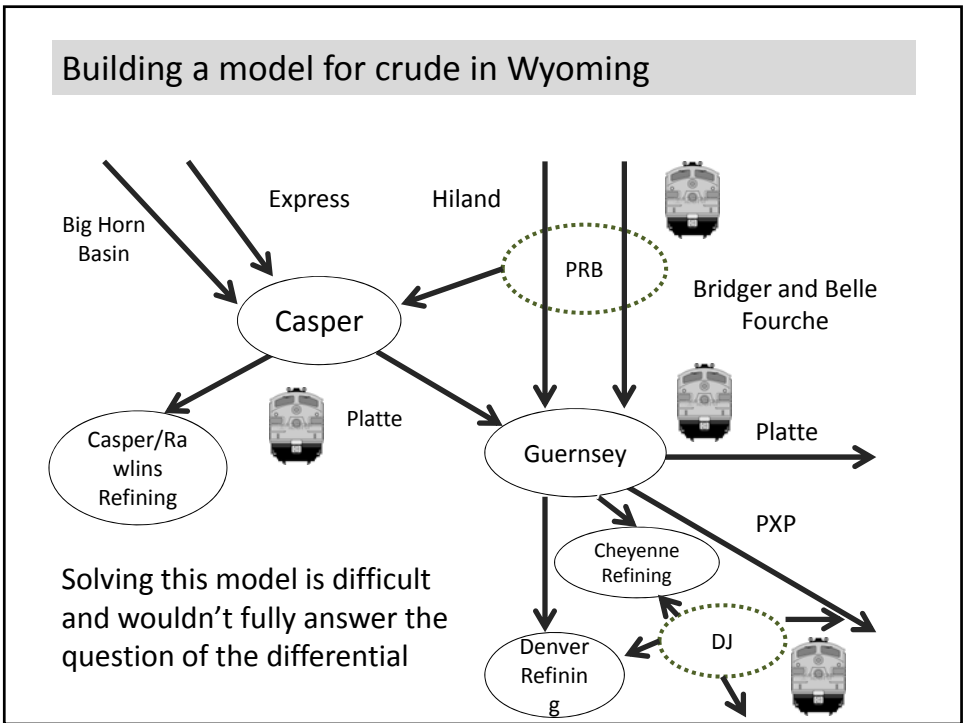 Building a model for crude in Wyoming
Big Horn
Basin
Express
Hiland
PRB
Bridger and Belle
Fourche
Casper
Casper/Ra
wlins
Refining
Platte
Guernsey
Platte
PXP
Cheyenne
Refining
DJ
Denver
Refinin
g
Solving this model is difficult
and wouldn’t fully answer the
question of the differential